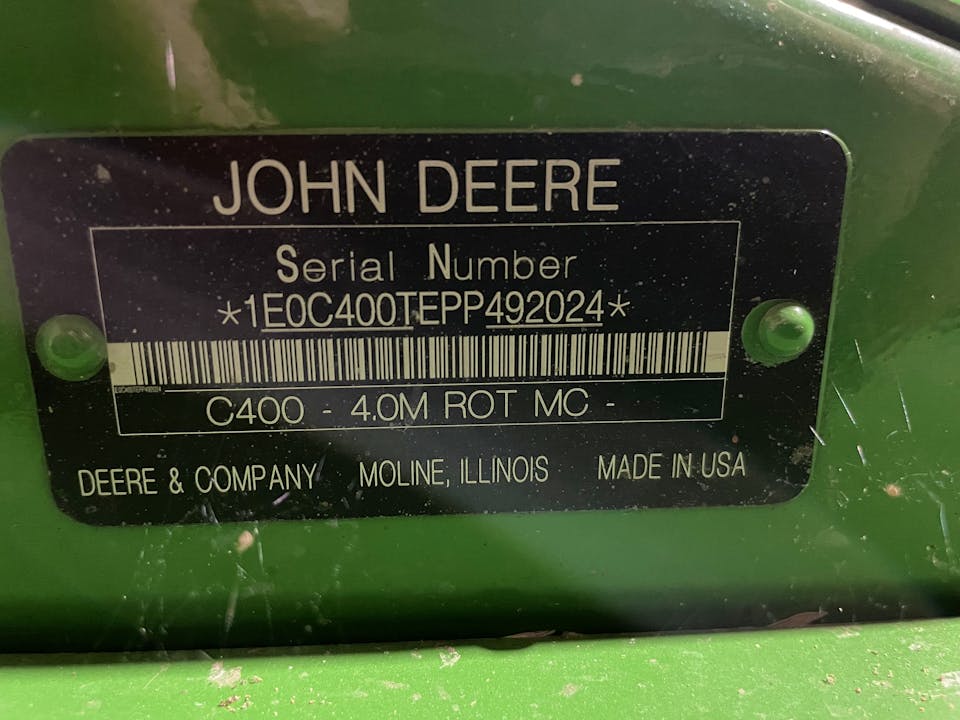 JOHN DEERE
Serial Number
*1E0C400TEPP492024*
C400 - 4.0M ROT MC -
DEERE & COMPANY MOLINE, ILLINOIS MADE IN USA